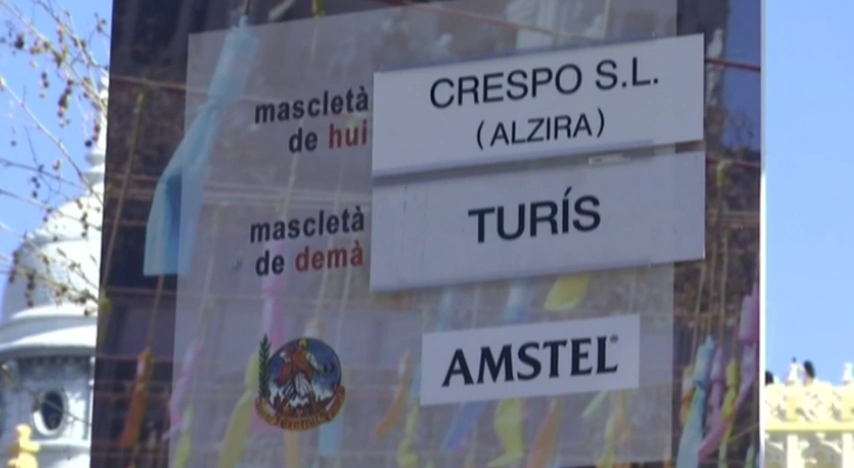 mascletà
de hui
CRESPO S.L.
(ALZIRA)
mascletà
de demà
TURÍS
AMSTEL